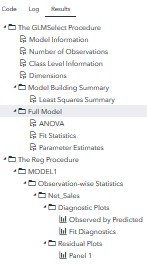 Code Log Results
The GLMSelect Procedure
Model Information
Number of Observations
Class Level Information
Dimensions
Model Building Summary
Least Squares Summary
Full Model
ANOVA
Fit Statistics
Parameter Estimates
The Reg Procedure
MODEL1
Observation-wise Statistics
Net_Sales
Diagnostic Plots
Observed by Predicted
Fit Diagnostics
Residual Plots
Panel 1